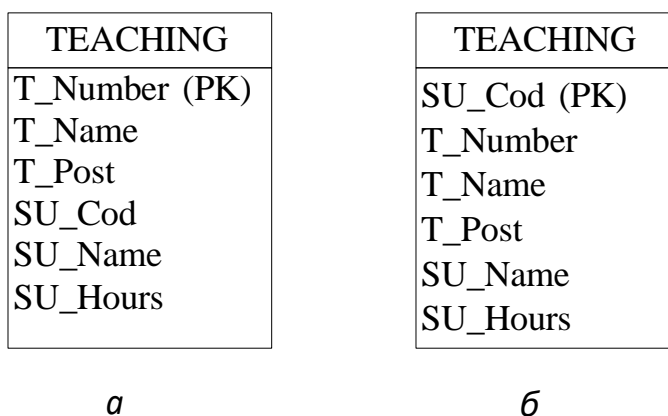 TEACHING
T_Number (PK)
T_Name
T_Post
SU_Cod
SU_Name
SU_Hours
а
TEACHING
SU_Cod (PK)
T_Number
T_Name
T_Post
SU_Name
SU_Hours
б